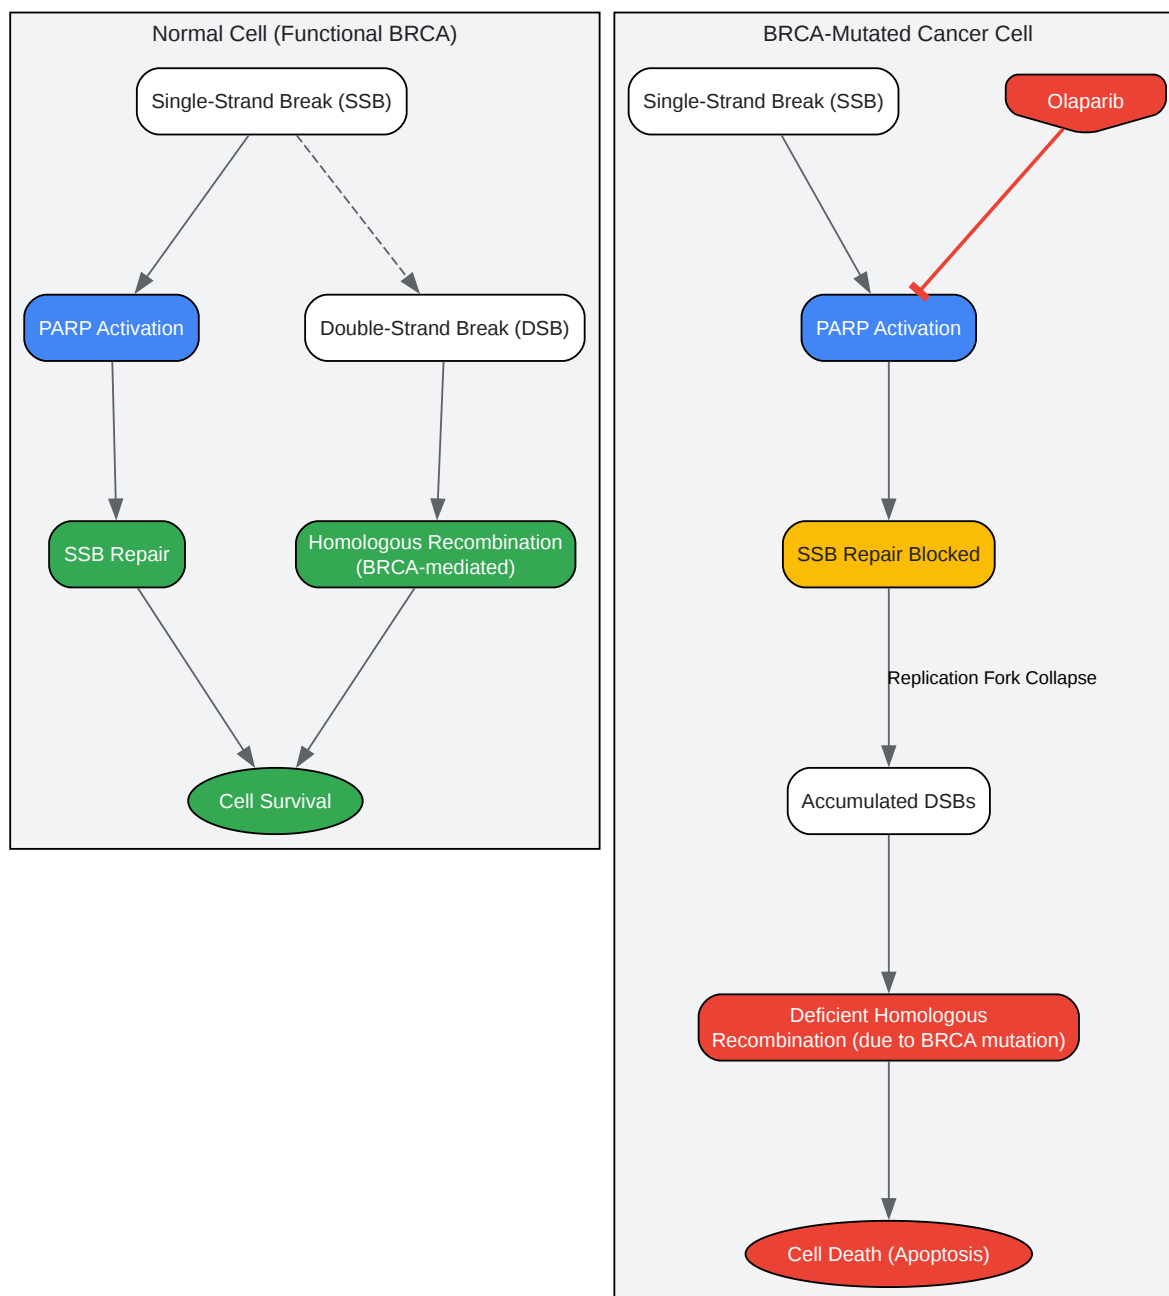 Normal Cell (Functional BRCA)
Single-Strand Break (SSB)
PARP Activation
Double-Strand Break (DSB)
SSB Repair
Homologous Recombination
(BRCA-mediated)
Cell Survival
BRCA-Mutated Cancer Cell
Single-Strand Break (SSB)
Olaparib
PARP Activation
SSB Repair Blocked
Replication Fork Collapse
Accumulated DSBs
Deficient Homologous
Recombination (due to BRCA mutation)
Cell Death (Apoptosis)